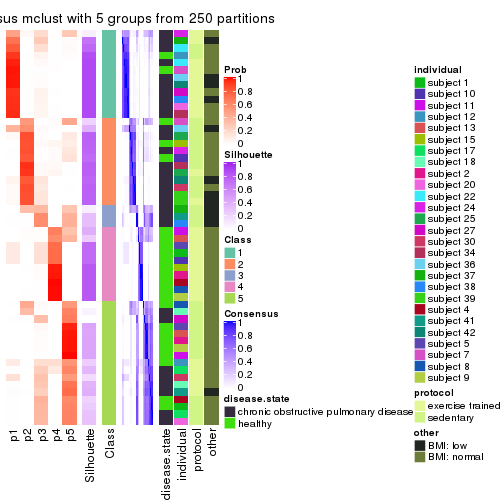 sus mclust with 5 groups from 250 partitions
p1
p2
p3
p4
p5
Silhouette
Class
disease.state
individual
protocol
other
Prob
1
0.8
0.6
0.4
0.2
0
Silhouette
1
0.8
0.6
0.4
0.2
0
Class
1
2
3
4
5
Consensus
1
0.8
0.6
0.4
0.2
0
disease.state
chronic obstructive pulmonary disease
healthy
individual
subject 1
subject 10
subject 11
subject 12
subject 13
subject 15
subject 17
subject 18
subject 2
subject 20
subject 22
subject 24
subject 25
subject 27
subject 30
subject 34
subject 36
subject 37
subject 38
subject 39
subject 4
subject 41
subject 42
subject 5
subject 7
subject 8
subject 9
protocol
exercise trained
sedentary
other
BMI: low
BMI: normal